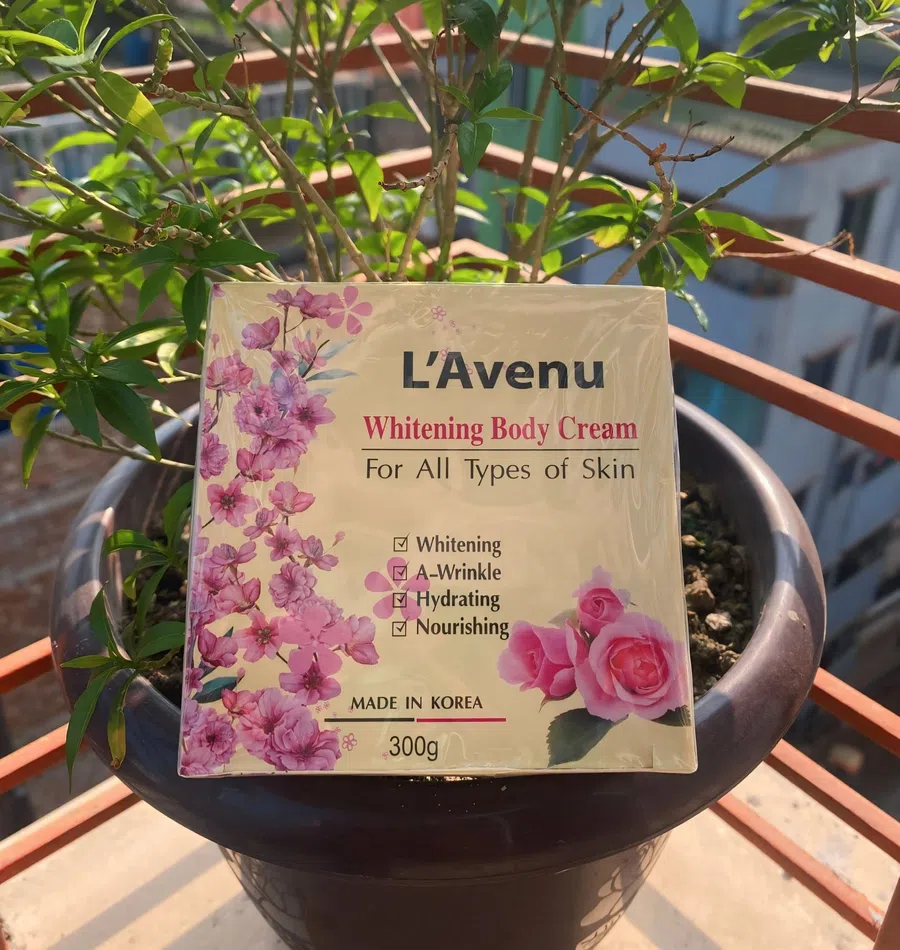 L'Avenu
Whitening Body Cream
For All Types of Skin
Whitening
A-Wrinkle
Hydrating
Nourishing
MADE IN KOREA
300g